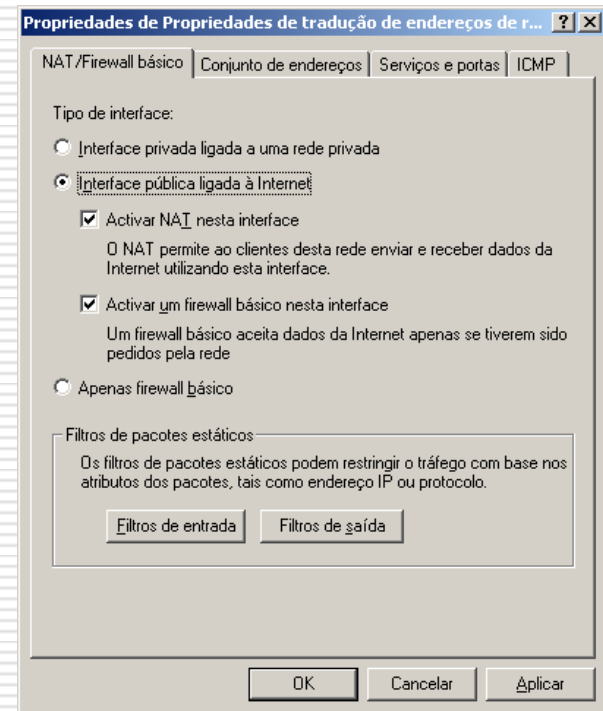 Propriedades de Propriedades de tradução de endereços de r...
NAT/Firewall básico
Conjunto de endereços
Serviços e portas
ICMP
Tipo de interface:
Interface privada ligada a uma rede privada
Interface pública ligada à Internet
Activar NAT nesta interface
O NAT permite ao clientes desta rede enviar e receber dados da
Internet utilizando esta interface.
Activar um firewall básico nesta interface
Um firewall básico aceita dados da Internet apenas se tiverem sido
pedidos pela rede
Apenas firewall básico
Filtros de pacotes estáticos
Os filtros de pacotes estáticos podem restringir o tráfego com base nos
atributos dos pacotes, tais como endereço IP ou protocolo.
Filtros de entrada
Filtros de saída
OK
Cancelar
Aplicar